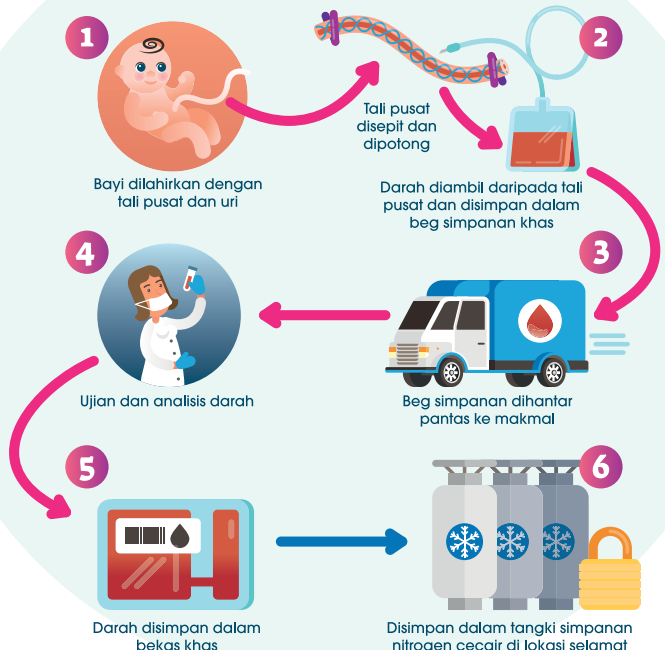 1
Bayi dilahirkan dengan
tali pusat dan uri
Tali pusat
disepit dan
dipotong
2
Darah diambil daripada tali
pusat dan disimpan dalam
beg simpanan khas
3
Beg simpanan dihantar
pantas ke makmal
4
Ujian dan analisis darah
5
Darah disimpan dalam
bekas khas
6
Disimpan dalam tangki simpanan
nitrogen cecair di lokasi selamat